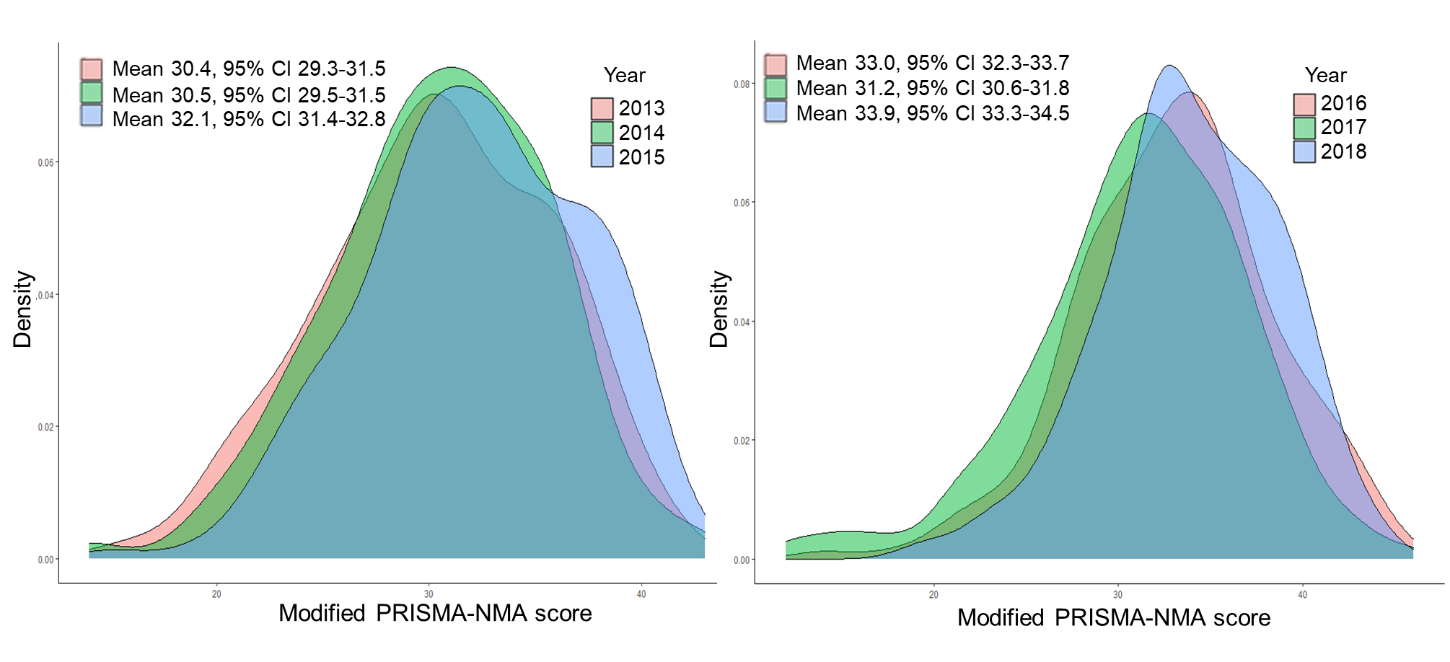 Mean 30.4, 95% CI 29.3-31.5
Mean 30.5, 95% CI 29.5-31.5
Mean 32.1, 95% CI 31.4-32.8
Year
2013
2014
2015
Density
0.06
0.04
0.02
0.00
20
30
40
Modified PRISMA-NMA score
Mean 33.0, 95% CI 32.3-33.7
Mean 31.2, 95% CI 30.6-31.8
Mean 33.9, 95% CI 33.3-34.5
Year
2016
2017
2018
Density
0.08
0.06
0.04
0.02
0.00
20
30
40
Modified PRISMA-NMA score